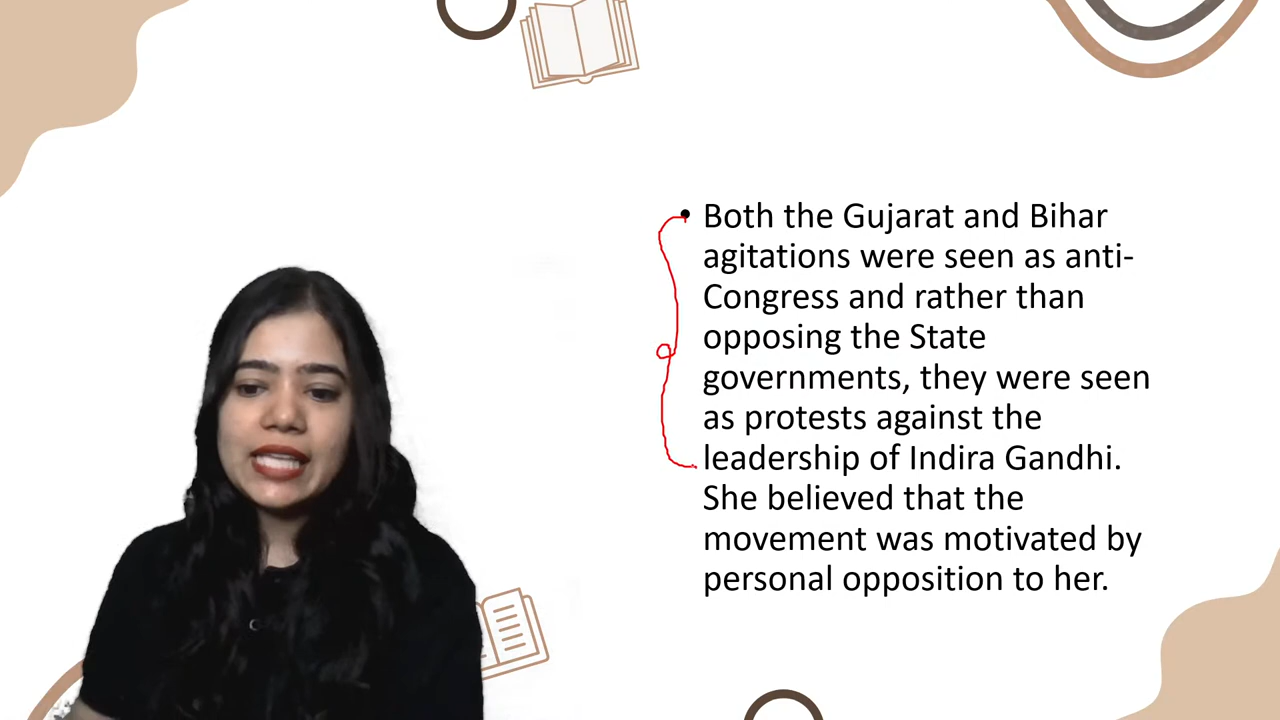 • Both the Gujarat and Bihar
agitations were seen as anti-
Congress and rather than
opposing the State
governments, they were seen
as protests against the
leadership of Indira Gandhi.
She believed that the
movement was motivated by
personal opposition to her.